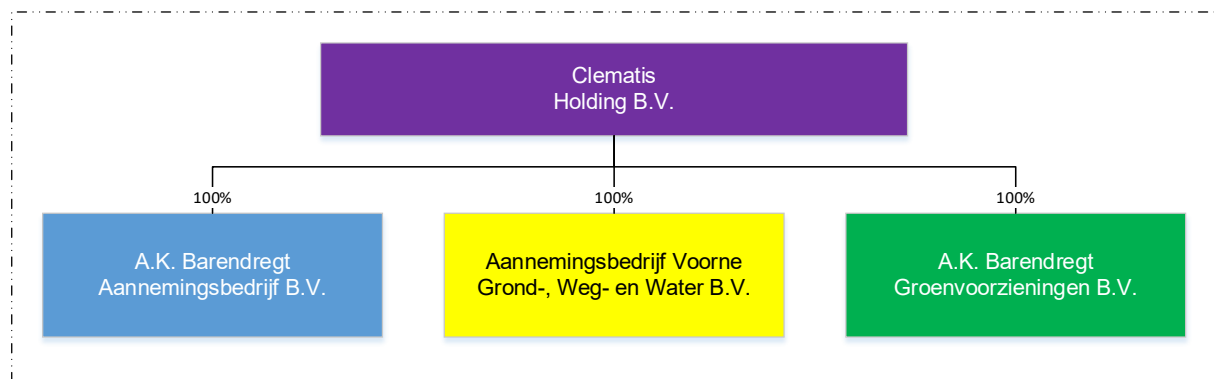 Clematis
Holding B.V.
100%
100%
100%
A.K. Barendregt
Aannemingsbedrijf B.V.
Aannemingsbedrijf Voorne
Grond-, Weg- en Water B.V.
A.K. Barendregt
Groenvoorzieningen B.V.